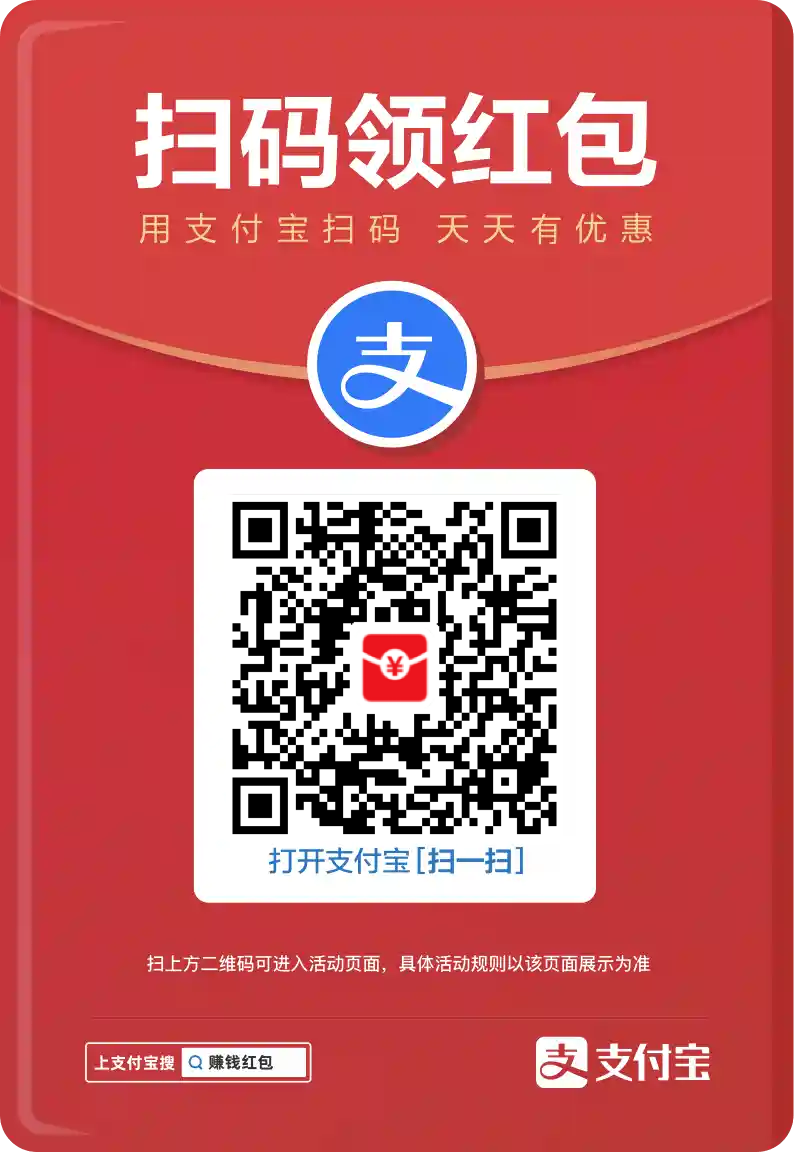 扫码领红包
用支付宝扫码 天天有优惠
支
¥
打开支付宝[扫一扫]
扫上方二维码可进入活动页面，具体活动规则以该页面展示为准
上支付宝搜 赚钱红包
支 支付宝